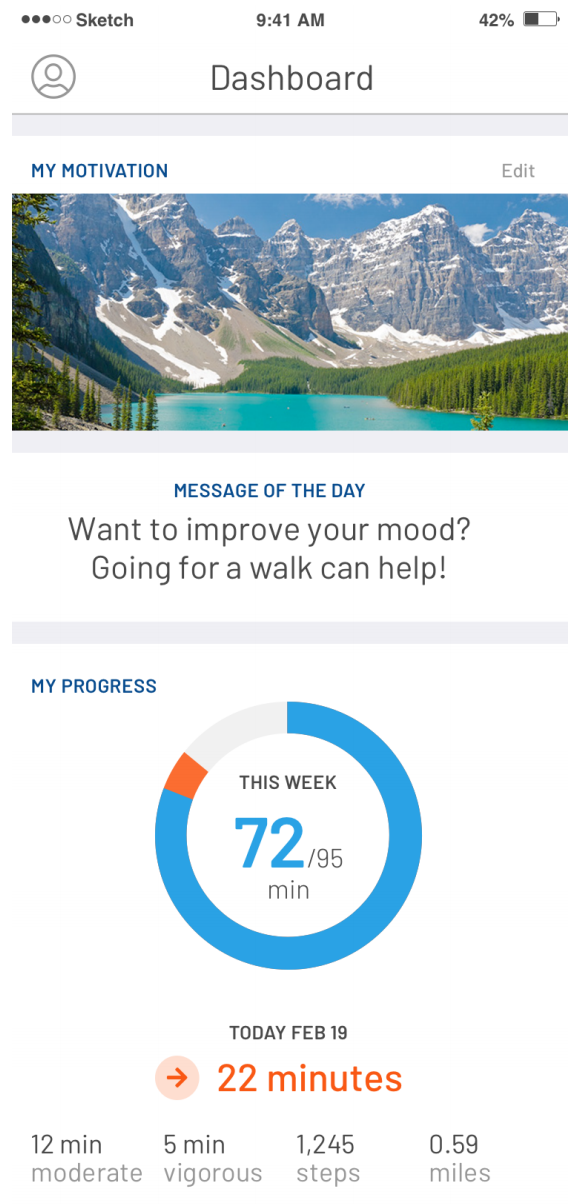 Sketch 9:41 AM 42%
Dashboard
MY MOTIVATION Edit
MESSAGE OF THE DAY
Want to improve your mood?
Going for a walk can help!
MY PROGRESS
THIS WEEK
72/95
min
TODAY FEB 19
22 minutes
12 min 5 min 1,245 0.59
moderate vigorous steps miles